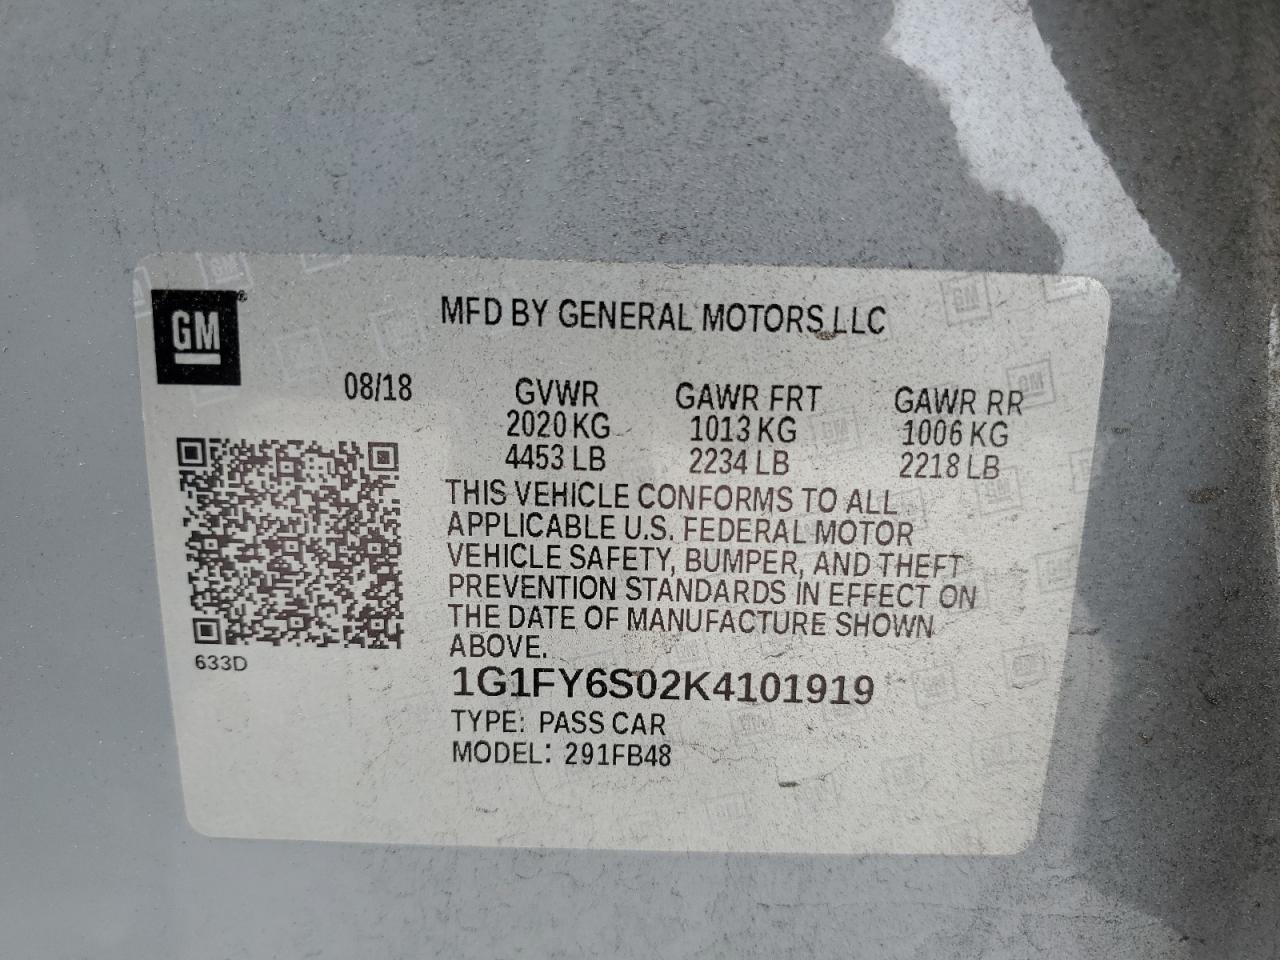 GM®
MFD BY GENERAL MOTORS LLC
08/18
GVWR GAWR FRT GAWR RR
2020 KG 1013 KG 1006 KG
4453 LB 2234 LB 2218 LB
THIS VEHICLE CONFORMS TO ALL
APPLICABLE U.S. FEDERAL MOTOR
VEHICLE SAFETY, BUMPER, AND THEFT
PREVENTION STANDARDS IN EFFECT ON
THE DATE OF MANUFACTURE SHOWN
ABOVE.
633D
1G1FY6S02K4101919
TYPE: PASS CAR
MODEL: 291FB48